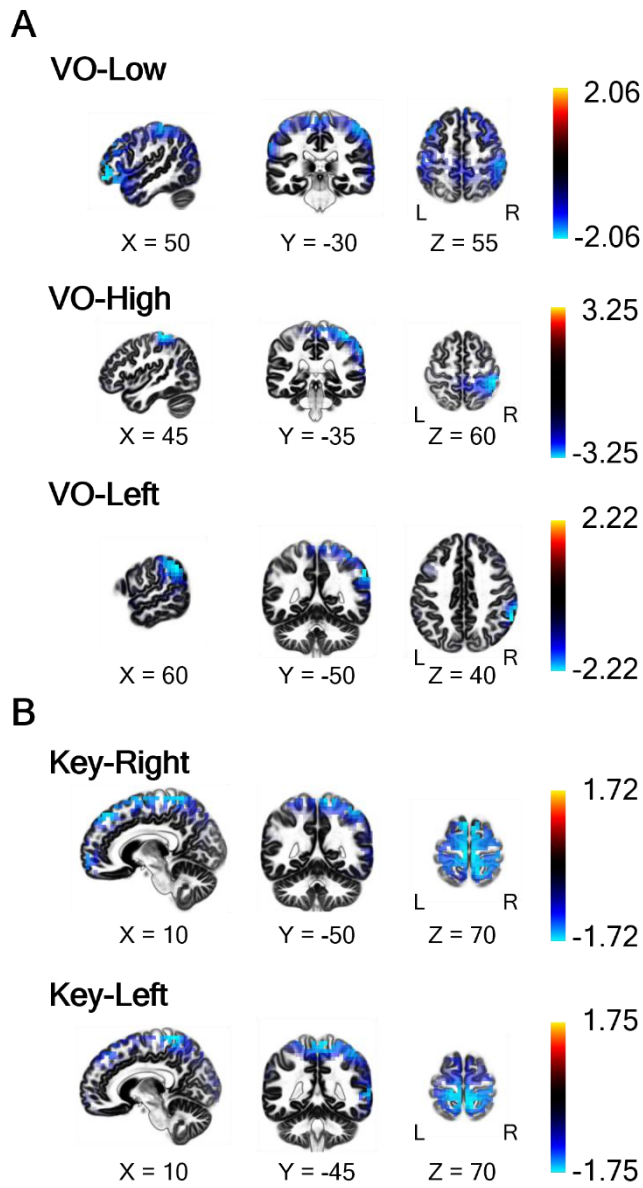 A
VO-Low
2.06
-2.06
L R
X = 50 Y = -30 Z = 55
VO-High
3.25
-3.25
L R
X = 45 Y = -35 Z = 60
VO-Left
2.22
-2.22
L R
X = 60 Y = -50 Z = 40
B
Key-Right
1.72
-1.72
L R
X = 10 Y = -50 Z = 70
Key-Left
1.75
-1.75
L R
X = 10 Y = -45 Z = 70